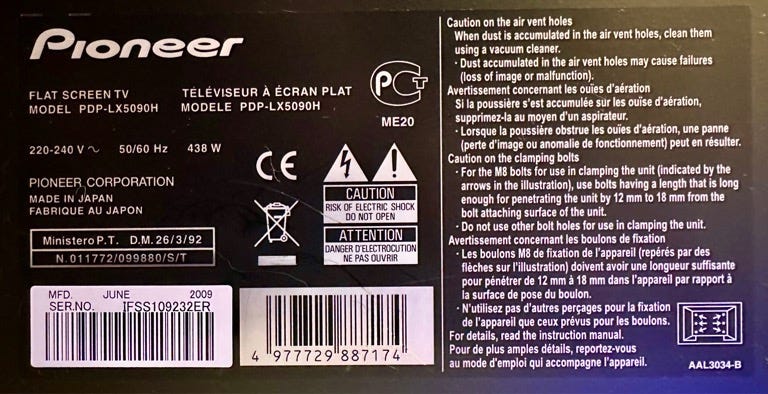 Pioneer
FLAT SCREEN TV
MODEL PDP-LX5090H
TÉLÉVISEUR À ÉCRAN PLAT
MODELE PDP-LX5090H
ME20
220-240 V ~ 50/60 Hz 438 W
PIONEER CORPORATION
MADE IN JAPAN
FABRIQUE AU JAPON
CE
CAUTION
RISK OF ELECTRIC SHOCK
DO NOT OPEN
ATTENTION
DANGER D'ELECTROCUTION
NE PAS OUVRIR
Ministero P.T. D.M. 26/3/92
N. 011772/099880/S/T
MFD. JUNE 2009
SER.NO. IFSS109232ER
4 977729 887174
Caution on the air vent holes
When dust is accumulated in the air vent holes, clean them
using a vacuum cleaner.
· Dust accumulated in the air vent holes may cause failures
(loss of image or malfunction).
Avertissement concernant les ouïes d'aération
Si la poussière s'est accumulée sur les ouïse d'aération,
supprimez-la au moyen d'un aspirateur.
· Lorsque la poussière obstrue les ouïes d'aération, une panne
(perte d'image ou anomalie de fonctionnement) peut en résulter.
Caution on the clamping bolts
· For the M8 bolts for use in clamping the unit (indicated by the
arrows in the illustration), use bolts having a length that is long
enough for penetrating the unit by 12 mm to 18 mm from the
bolt attaching surface of the unit.
· Do not use other bolt holes for use in clamping the unit.
Avertissement concernant les boulons de fixation
· Les boulons M8 de fixation de l'appareil (repérés par des
flèches sur l'illustration) doivent avoir une longueur suffisante
pour pénétrer de 12 mm à 18 mm dans l'appareil par rapport à
la surface de pose du boulon.
· N'utilisez pas d'autres perçages pour la fixation
de l'appareil que ceux prévus pour les boulons.
For details, read the instruction manual.
Pour de plus amples détails, reportez-vous
au mode d'emploi qui accompagne l'appareil.
AAL3034-B